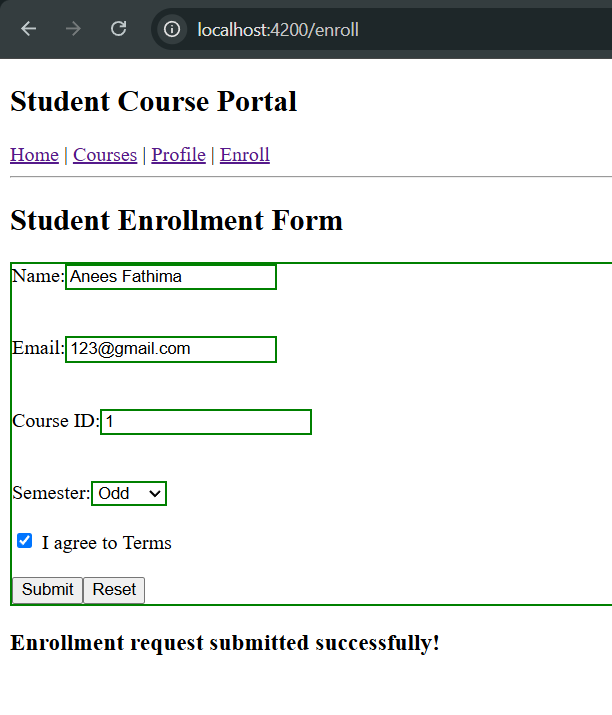 localhost:4200/enroll
Student Course Portal
Home | Courses | Profile | Enroll
Student Enrollment Form
Name: Anees Fathima
Email: 123@gmail.com
Course ID: 1
Semester: Odd
I agree to Terms
Submit Reset
Enrollment request submitted successfully!